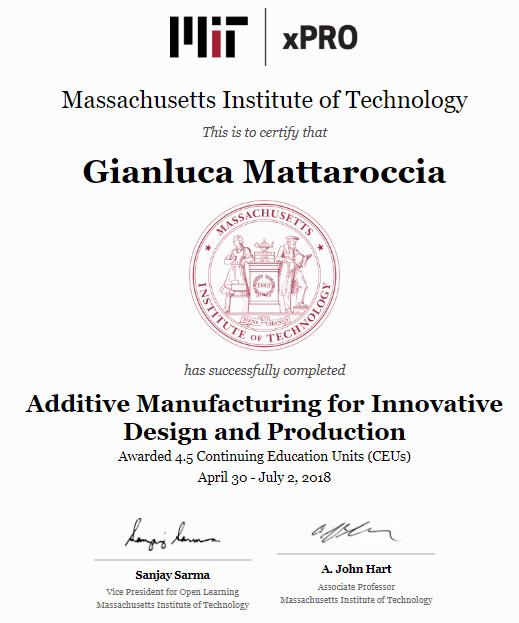 MIT xPRO
Massachusetts Institute of Technology
This is to certify that
Gianluca Mattaroccia
MASSACHUSETTS
INSTITUTE OF TECHNOLOGY
1861
MENS ET MANUS
has successfully completed
Additive Manufacturing for Innovative
Design and Production
Awarded 4.5 Continuing Education Units (CEUs)
April 30 - July 2, 2018
Sanjay Sarma
Sanjay Sarma
Vice President for Open Learning
Massachusetts Institute of Technology
A. John Hart
Associate Professor
Massachusetts Institute of Technology